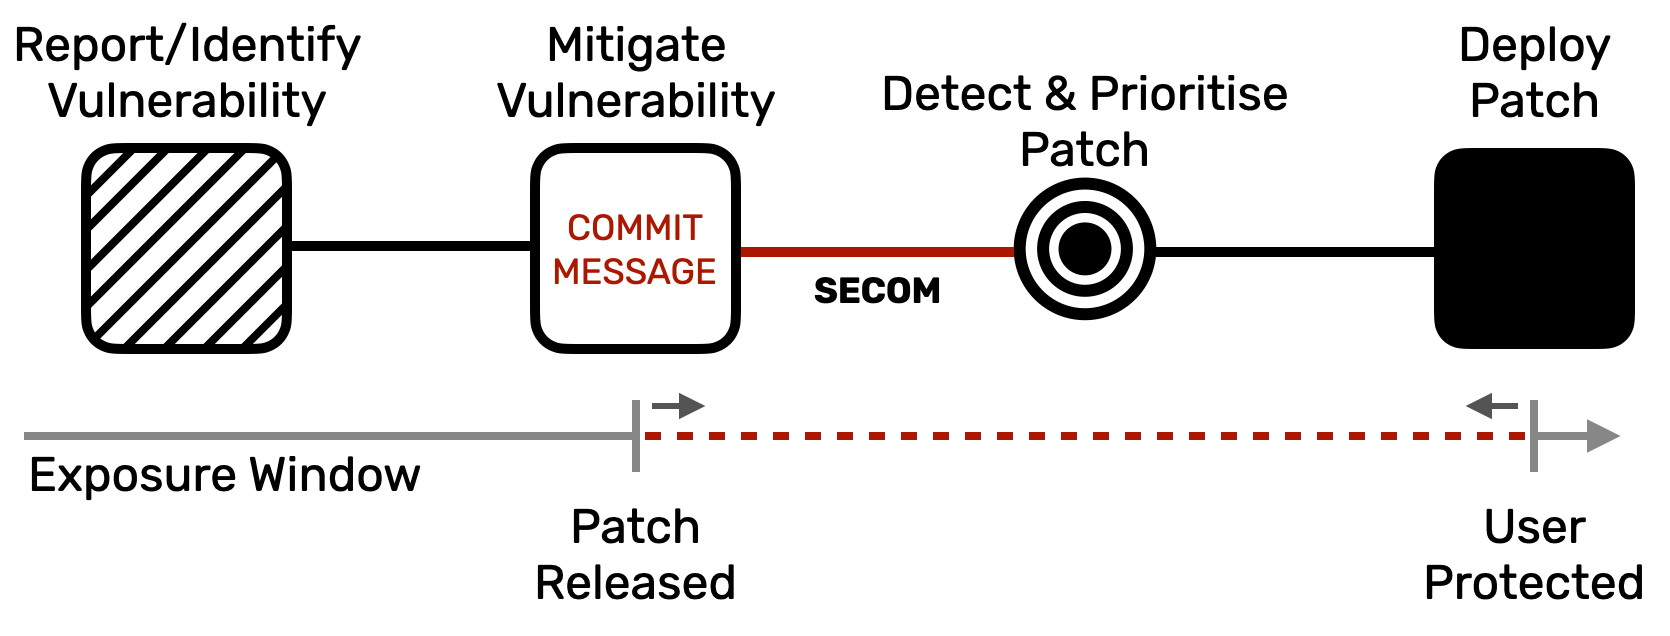 Report/Identify
Vulnerability
Mitigate
Vulnerability
Detect & Prioritise
Patch
Deploy
Patch
COMMIT
MESSAGE
SECOM
Exposure Window
Patch
Released
User
Protected